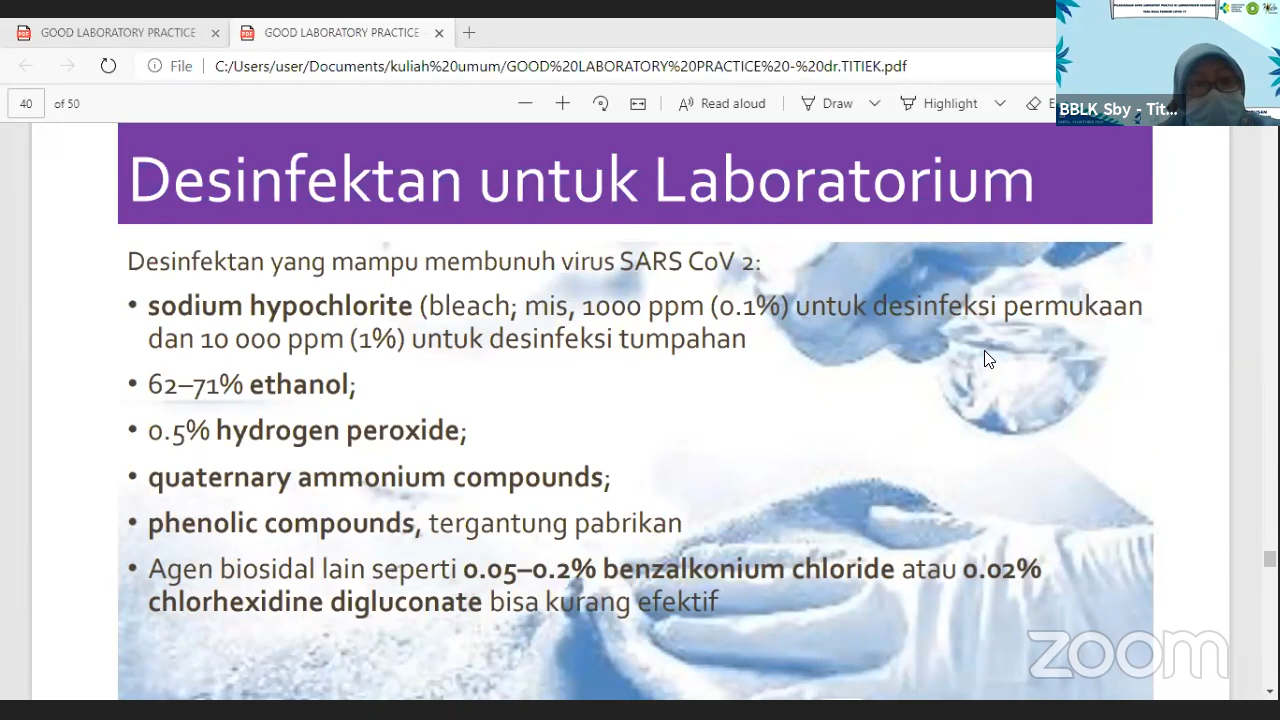 GOOD LABORATORY PRACTICE
GOOD LABORATORY PRACTICE -
File
C:/Users/user/Documents/kuliah%20umum/GOOD%20LABORATORY%20PRACTICE%20-%20dr.TITIEK.pdf
40 of 50
Read aloud
Draw
Highlight
BBLK Sby - Tit...
Desinfektan untuk Laboratorium
Desinfektan yang mampu membunuh virus SARS CoV 2:
• sodium hypochlorite (bleach; mis, 1000 ppm (0.1%) untuk desinfeksi permukaan
dan 10 000 ppm (1%) untuk desinfeksi tumpahan
• 62–71% ethanol;
• 0.5% hydrogen peroxide;
• quaternary ammonium compounds;
• phenolic compounds, tergantung pabrikan
• Agen biosidal lain seperti 0.05–0.2% benzalkonium chloride atau 0.02%
chlorhexidine digluconate bisa kurang efektif
zoom